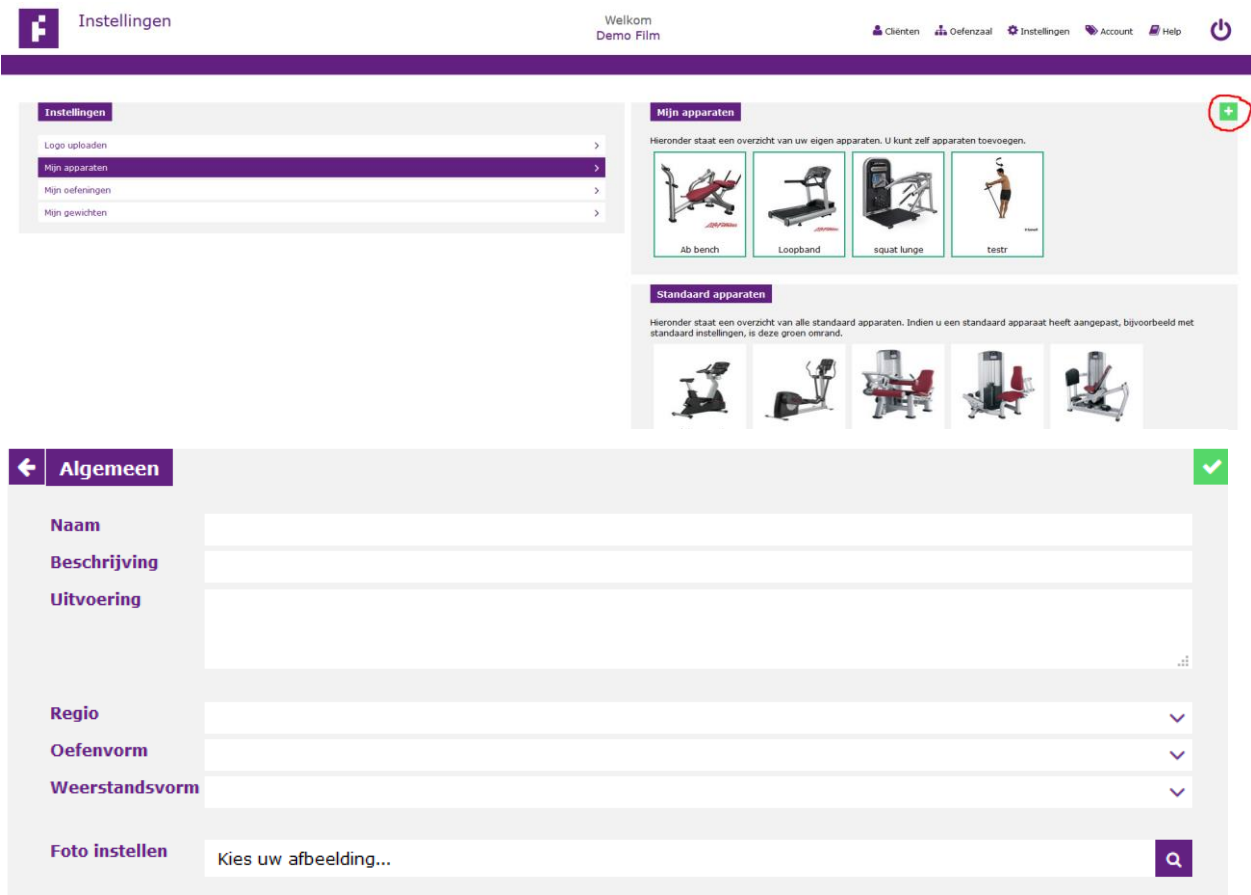 Instellingen
Welkom
Demo Film
Cliënten
Oefenzaal
Instellingen
Account
Help
Instellingen
Logo uploaden
Mijn apparaten
Mijn oefeningen
Mijn gewichten
Mijn apparaten
Hieronder staat een overzicht van uw eigen apparaten. U kunt zelf apparaten toevoegen.
Ab bench
Loopband
squat lunge
testr
Standaard apparaten
Hieronder staat een overzicht van alle standaard apparaten. Indien u een standaard apparaat heeft aangepast, bijvoorbeeld met
standaard instellingen, is deze groen omrand.
Algemeen
Naam
Beschrijving
Uitvoering
Regio
Oefenvorm
Weerstandsvorm
Foto instellen
Kies uw afbeelding...